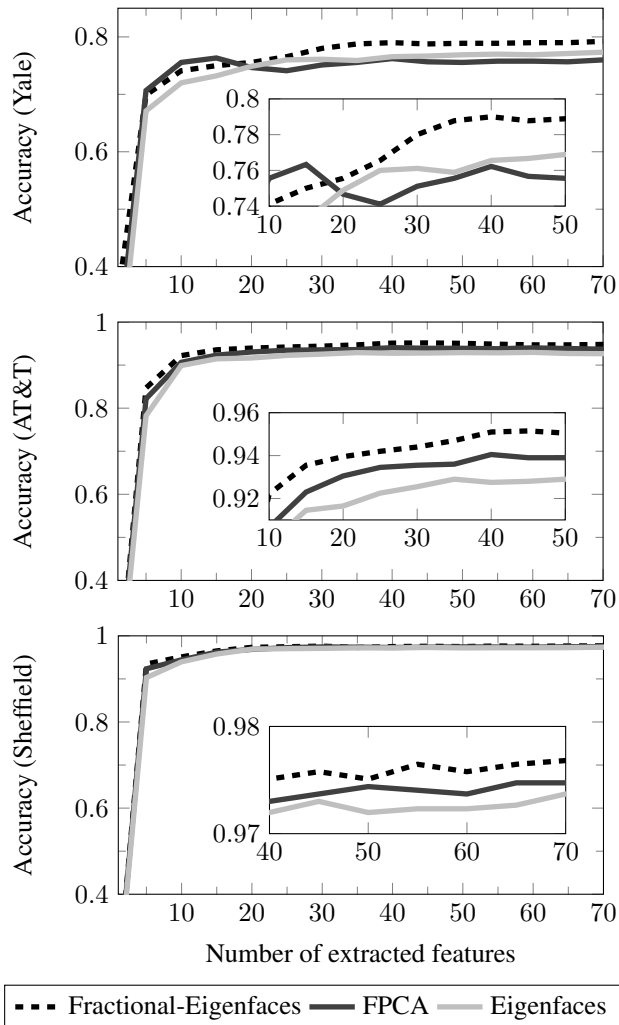 Accuracy (Yale)
0.8
0.6
0.4
0.8
0.78
0.76
0.74
10 20 30 40 50
10 20 30 40 50 60 70
Accuracy (AT&T)
1
0.8
0.6
0.4
0.96
0.94
0.92
10 20 30 40 50
10 20 30 40 50 60 70
Accuracy (Sheffield)
1
0.8
0.6
0.4
0.98
0.97
40 50 60 70
10 20 30 40 50 60 70
Number of extracted features
Fractional-Eigenfaces FPCA Eigenfaces